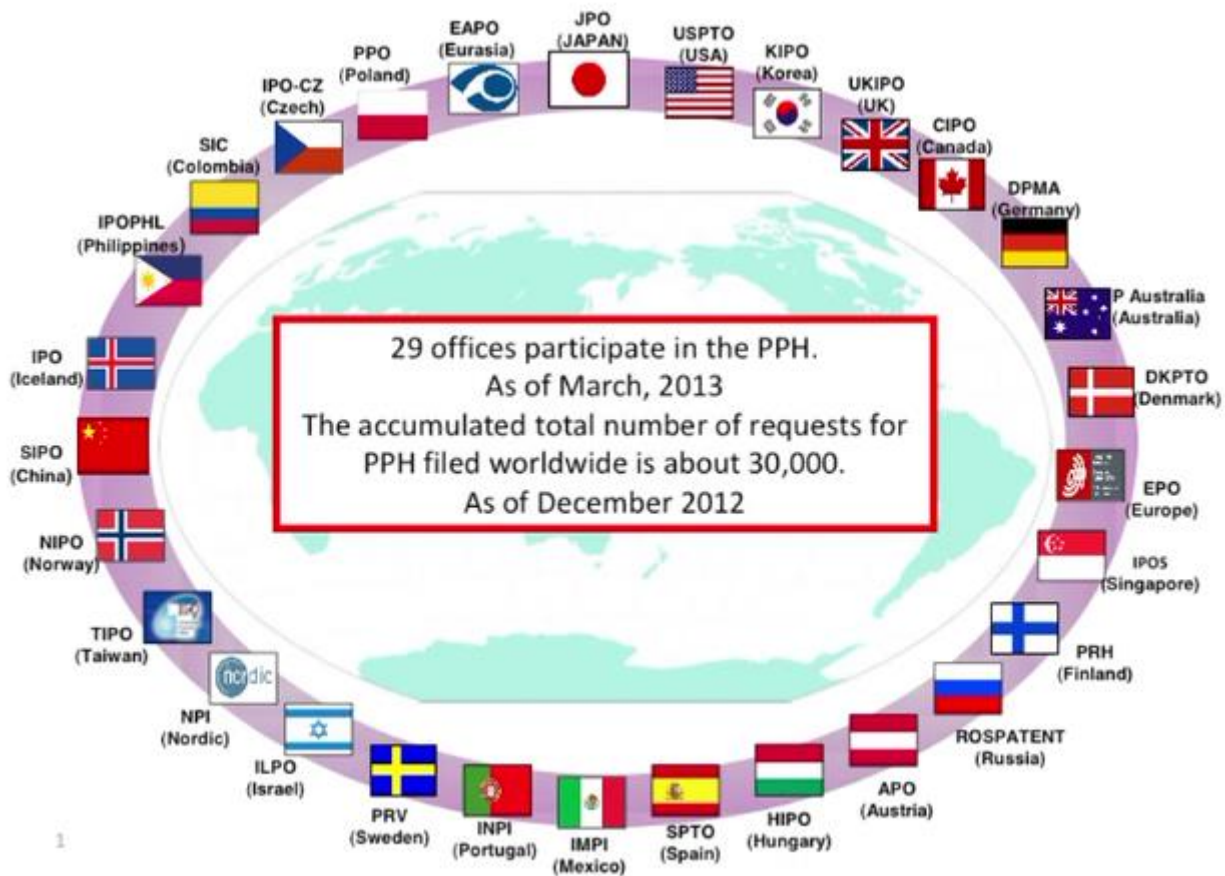 JPO
(JAPAN)
USPTO
(USA)
KIPO
(Korea)
UKIPO
(UK)
CIPO
(Canada)
DPMA
(Germany)
P Australia
(Australia)
DKPTO
(Denmark)
EPO
(Europe)
IPOS
(Singapore)
PRH
(Finland)
ROSPATENT
(Russia)
APO
(Austria)
HIPO
(Hungary)
SPTO
(Spain)
IMPI
(Mexico)
INPI
(Portugal)
PRV
(Sweden)
ILPO
(Israel)
NPI
(Nordic)
nordic
TIPO
(Taiwan)
NIPO
(Norway)
SIPO
(China)
IPO
(Iceland)
IPOPHL
(Philippines)
SIC
(Colombia)
IPO-CZ
(Czech)
PPO
(Poland)
EAPO
(Eurasia)
29 offices participate in the PPH.
As of March, 2013
The accumulated total number of requests for
PPH filed worldwide is about 30,000.
As of December 2012
1